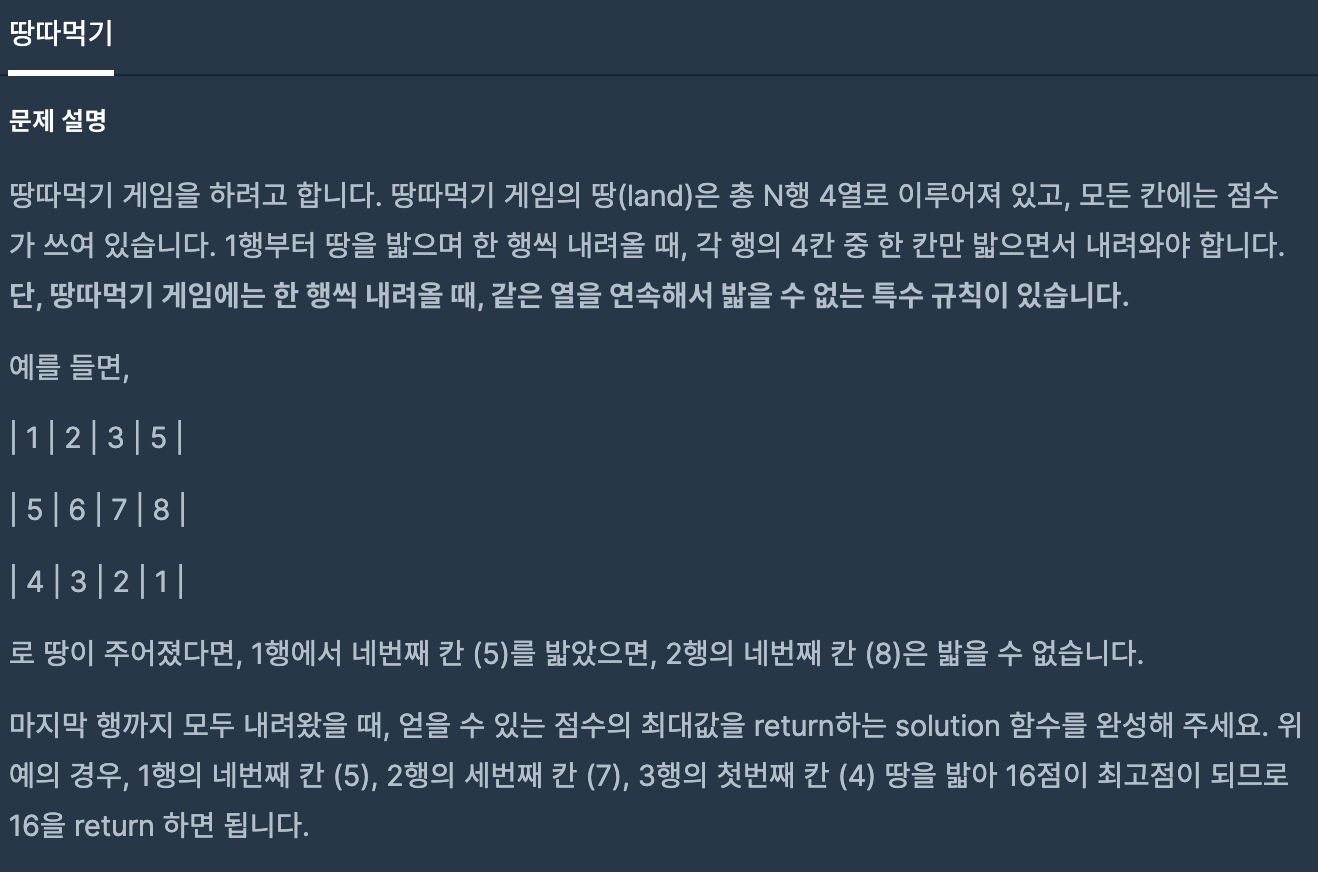 땅따먹기
문제 설명
땅따먹기 게임을 하려고 합니다. 땅따먹기 게임의 땅(land)은 총 N행 4열로 이루어져 있고, 모든 칸에는 점수
가 쓰여 있습니다. 1행부터 땅을 밟으며 한 행씩 내려올 때, 각 행의 4칸 중 한 칸만 밟으면서 내려와야 합니다.
단, 땅따먹기 게임에는 한 행씩 내려올 때, 같은 열을 연속해서 밟을 수 없는 특수 규칙이 있습니다.
예를 들면,
| 1 | 2 | 3 | 5 |
| 5 | 6 | 7 | 8 |
| 4 | 3 | 2 | 1 |
로 땅이 주어졌다면, 1행에서 네번째 칸 (5)를 밟았으면, 2행의 네번째 칸 (8)은 밟을 수 없습니다.
마지막 행까지 모두 내려왔을 때, 얻을 수 있는 점수의 최대값을 return하는 solution 함수를 완성해 주세요. 위
예의 경우, 1행의 네번째 칸 (5), 2행의 세번째 칸 (7), 3행의 첫번째 칸 (4) 땅을 밟아 16점이 최고점이 되므로
16을 return 하면 됩니다.